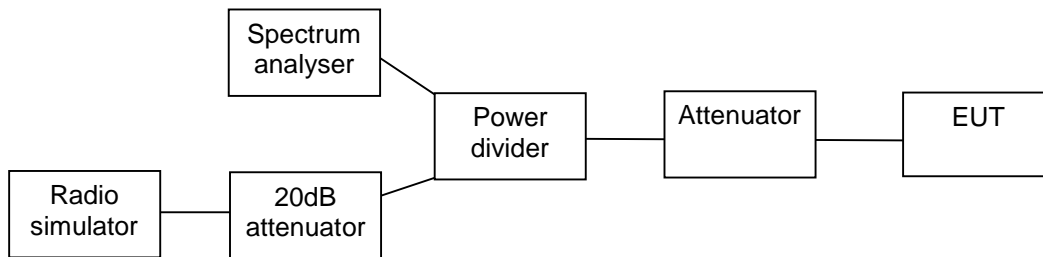 Spectrum
analyser
Power
divider
Attenuator
EUT
Radio
simulator
20dB
attenuator